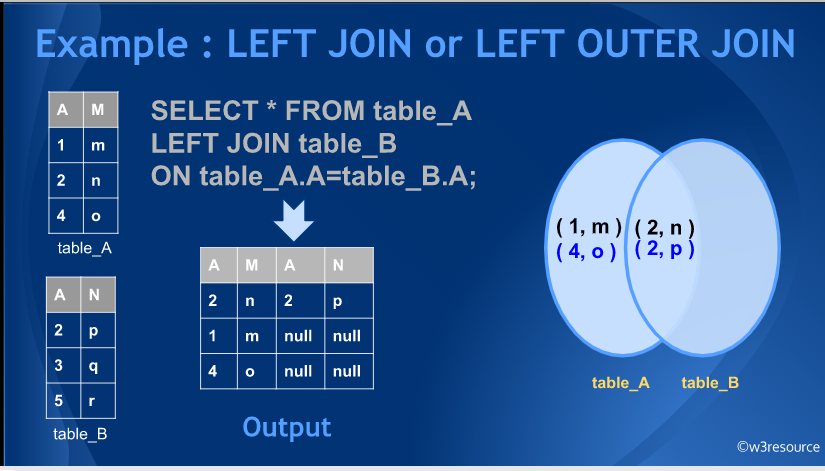 Example : LEFT JOIN or LEFT OUTER JOIN
A M
1 m
2 n
4 o
table_A
A N
2 p
3 q
5 r
table_B
SELECT * FROM table_A
LEFT JOIN table_B
ON table_A.A=table_B.A;
A M A N
2 n 2 p
1 m null null
4 o null null
Output
( 1, m ) ( 2, n )
( 4, o ) ( 2, p )
table_A table_B
©w3resource